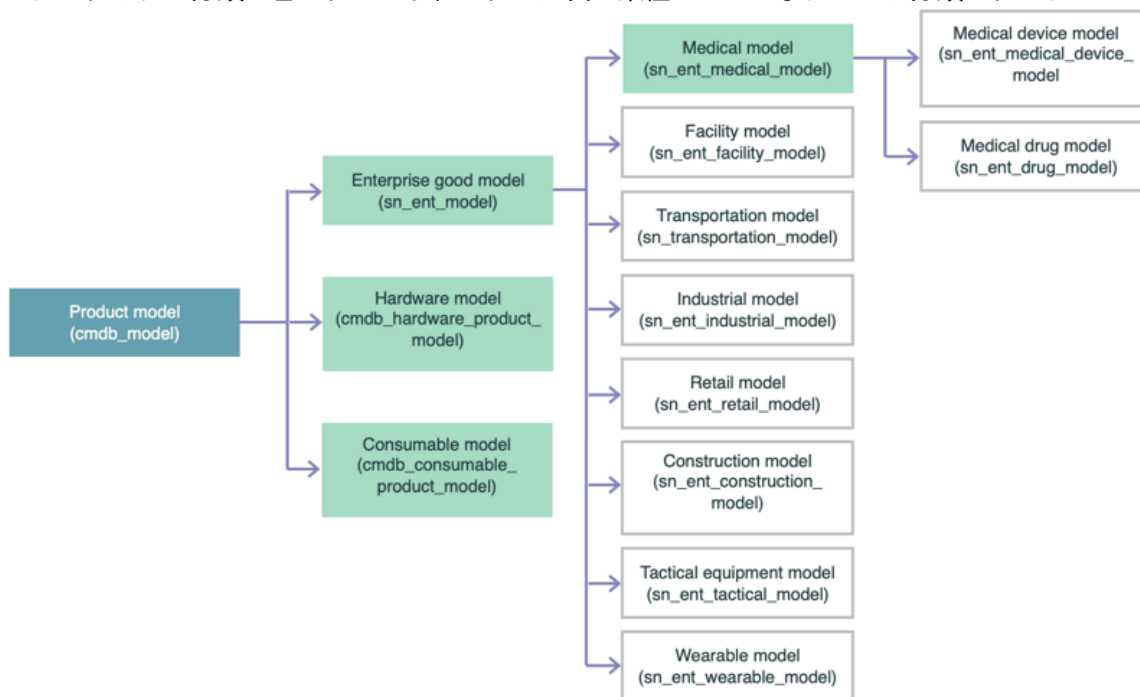 Medical model
(sn_ent_medical_model)
Medical device model
(sn_ent_medical_device_
model
Medical drug model
(sn_ent_drug_model)
Facility model
(sn_ent_facility_model)
Enterprise good model
(sn_ent_model)
Transportation model
(sn_transportation_model)
Product model
(cmdb_model)
Hardware model
(cmdb_hardware_product_
model)
Industrial model
(sn_ent_industrial_model)
Retail model
(sn_ent_retail_model)
Consumable model
(cmdb_consumable_
product_model)
Construction model
(sn_ent_construction_
model)
Tactical equipment model
(sn_ent_tactical_model)
Wearable model
(sn_ent_wearable_model)